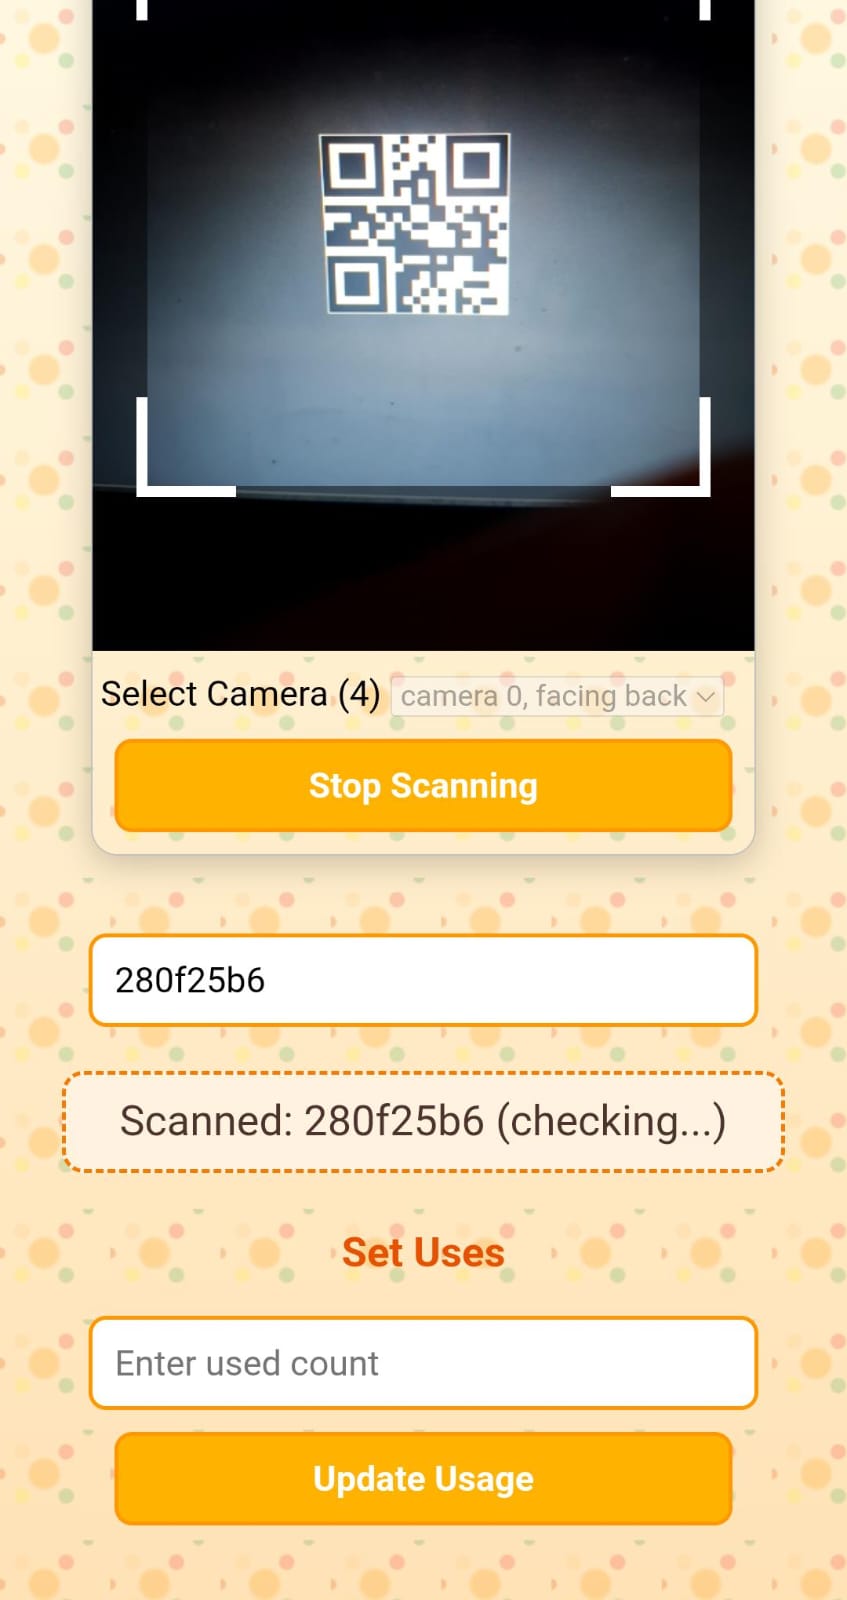 Select Camera (4) camera 0, facing back
Stop Scanning
280f25b6
Scanned: 280f25b6 (checking...)
Set Uses
Enter used count
Update Usage